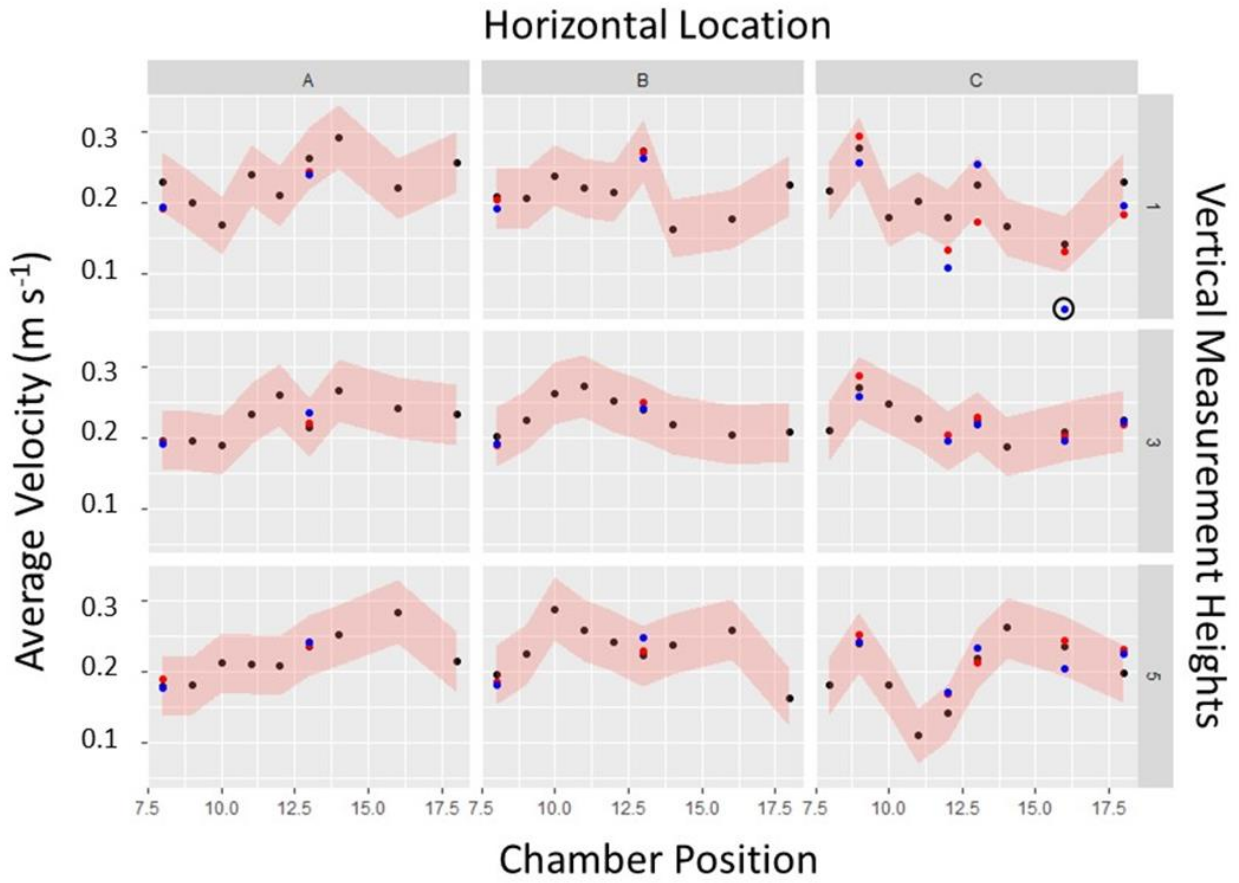 Horizontal Location
A B C
Average Velocity (m s-1)
0.3
0.2
0.1
1
0.3
0.2
0.1
3
0.3
0.2
0.1
5
Vertical Measurement Heights
7.5 10.0 12.5 15.0 17.5 7.5 10.0 12.5 15.0 17.5 7.5 10.0 12.5 15.0 17.5
Chamber Position